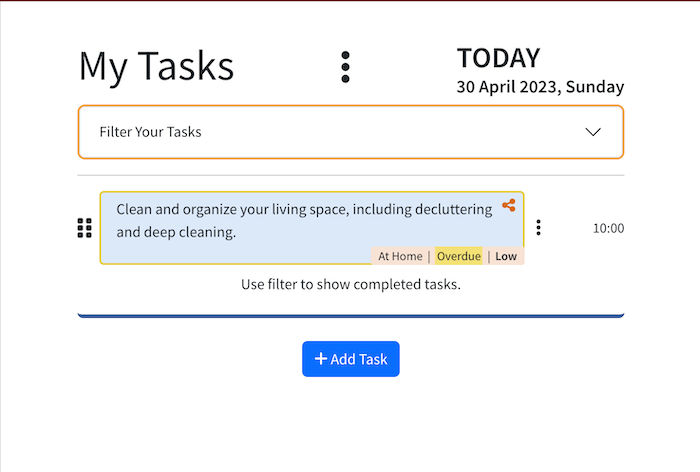 My Tasks
TODAY
30 April 2023, Sunday
Filter Your Tasks
Clean and organize your living space, including decluttering
and deep cleaning.
10:00
At Home | Overdue | Low
Use filter to show completed tasks.
+ Add Task